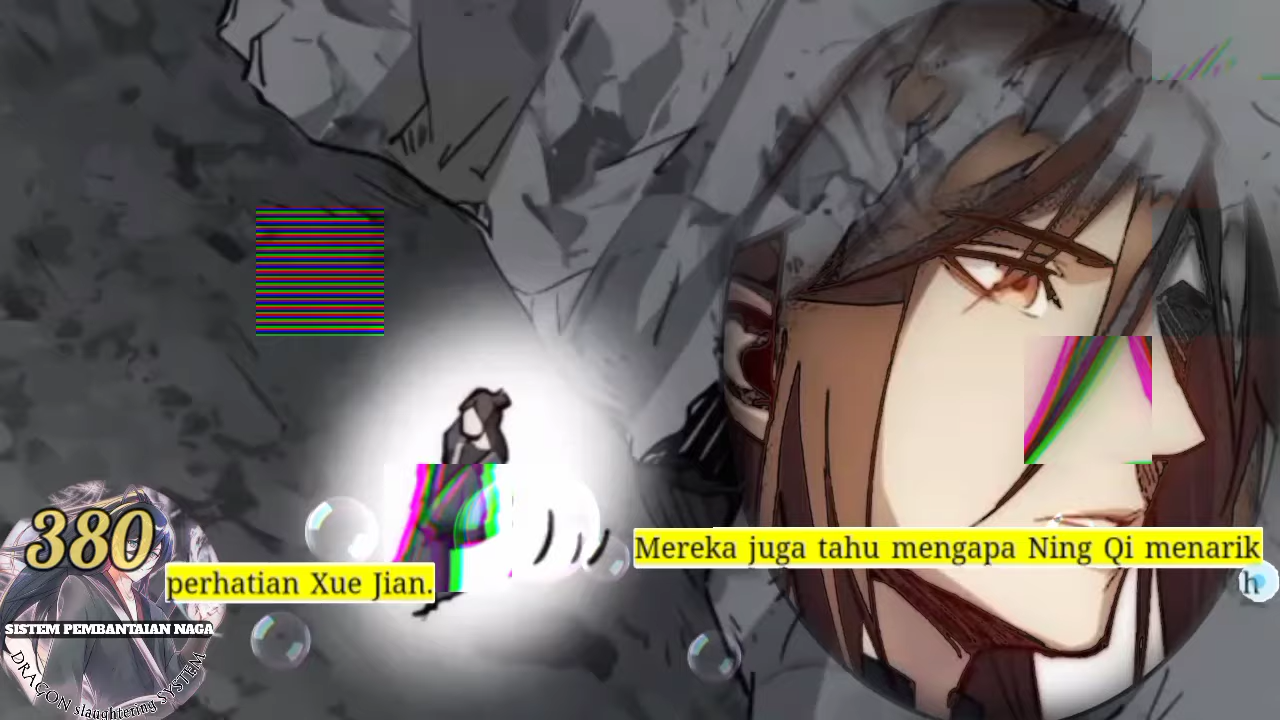 Mereka juga tahu mengapa Ning Qi menarik
perhatian Xue Jian.
h
380
SISTEM PEMBANTAIAN NAGA
DRAGON slaughtering SYSTEM